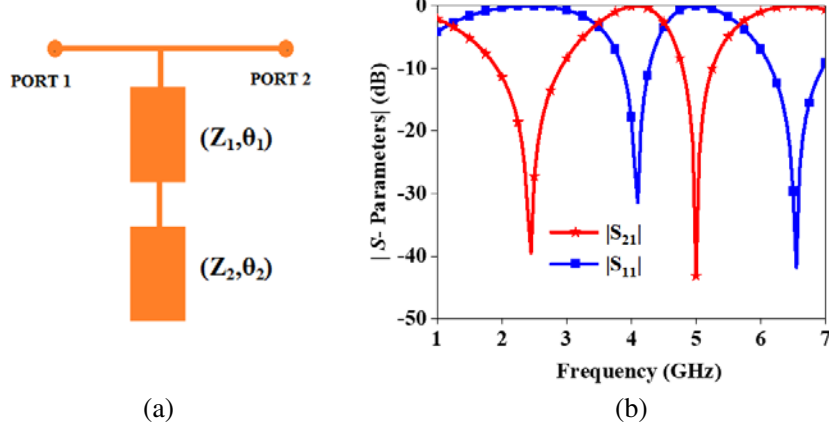 PORT 1
PORT 2
(Z₁,θ₁)
(Z₂,θ₂)
(a)
0
-10
-20
-30
-40
-50
| S- Parameters| (dB)
|S₂₁|
|S₁₁|
1 2 3 4 5 6 7
Frequency (GHz)
(b)